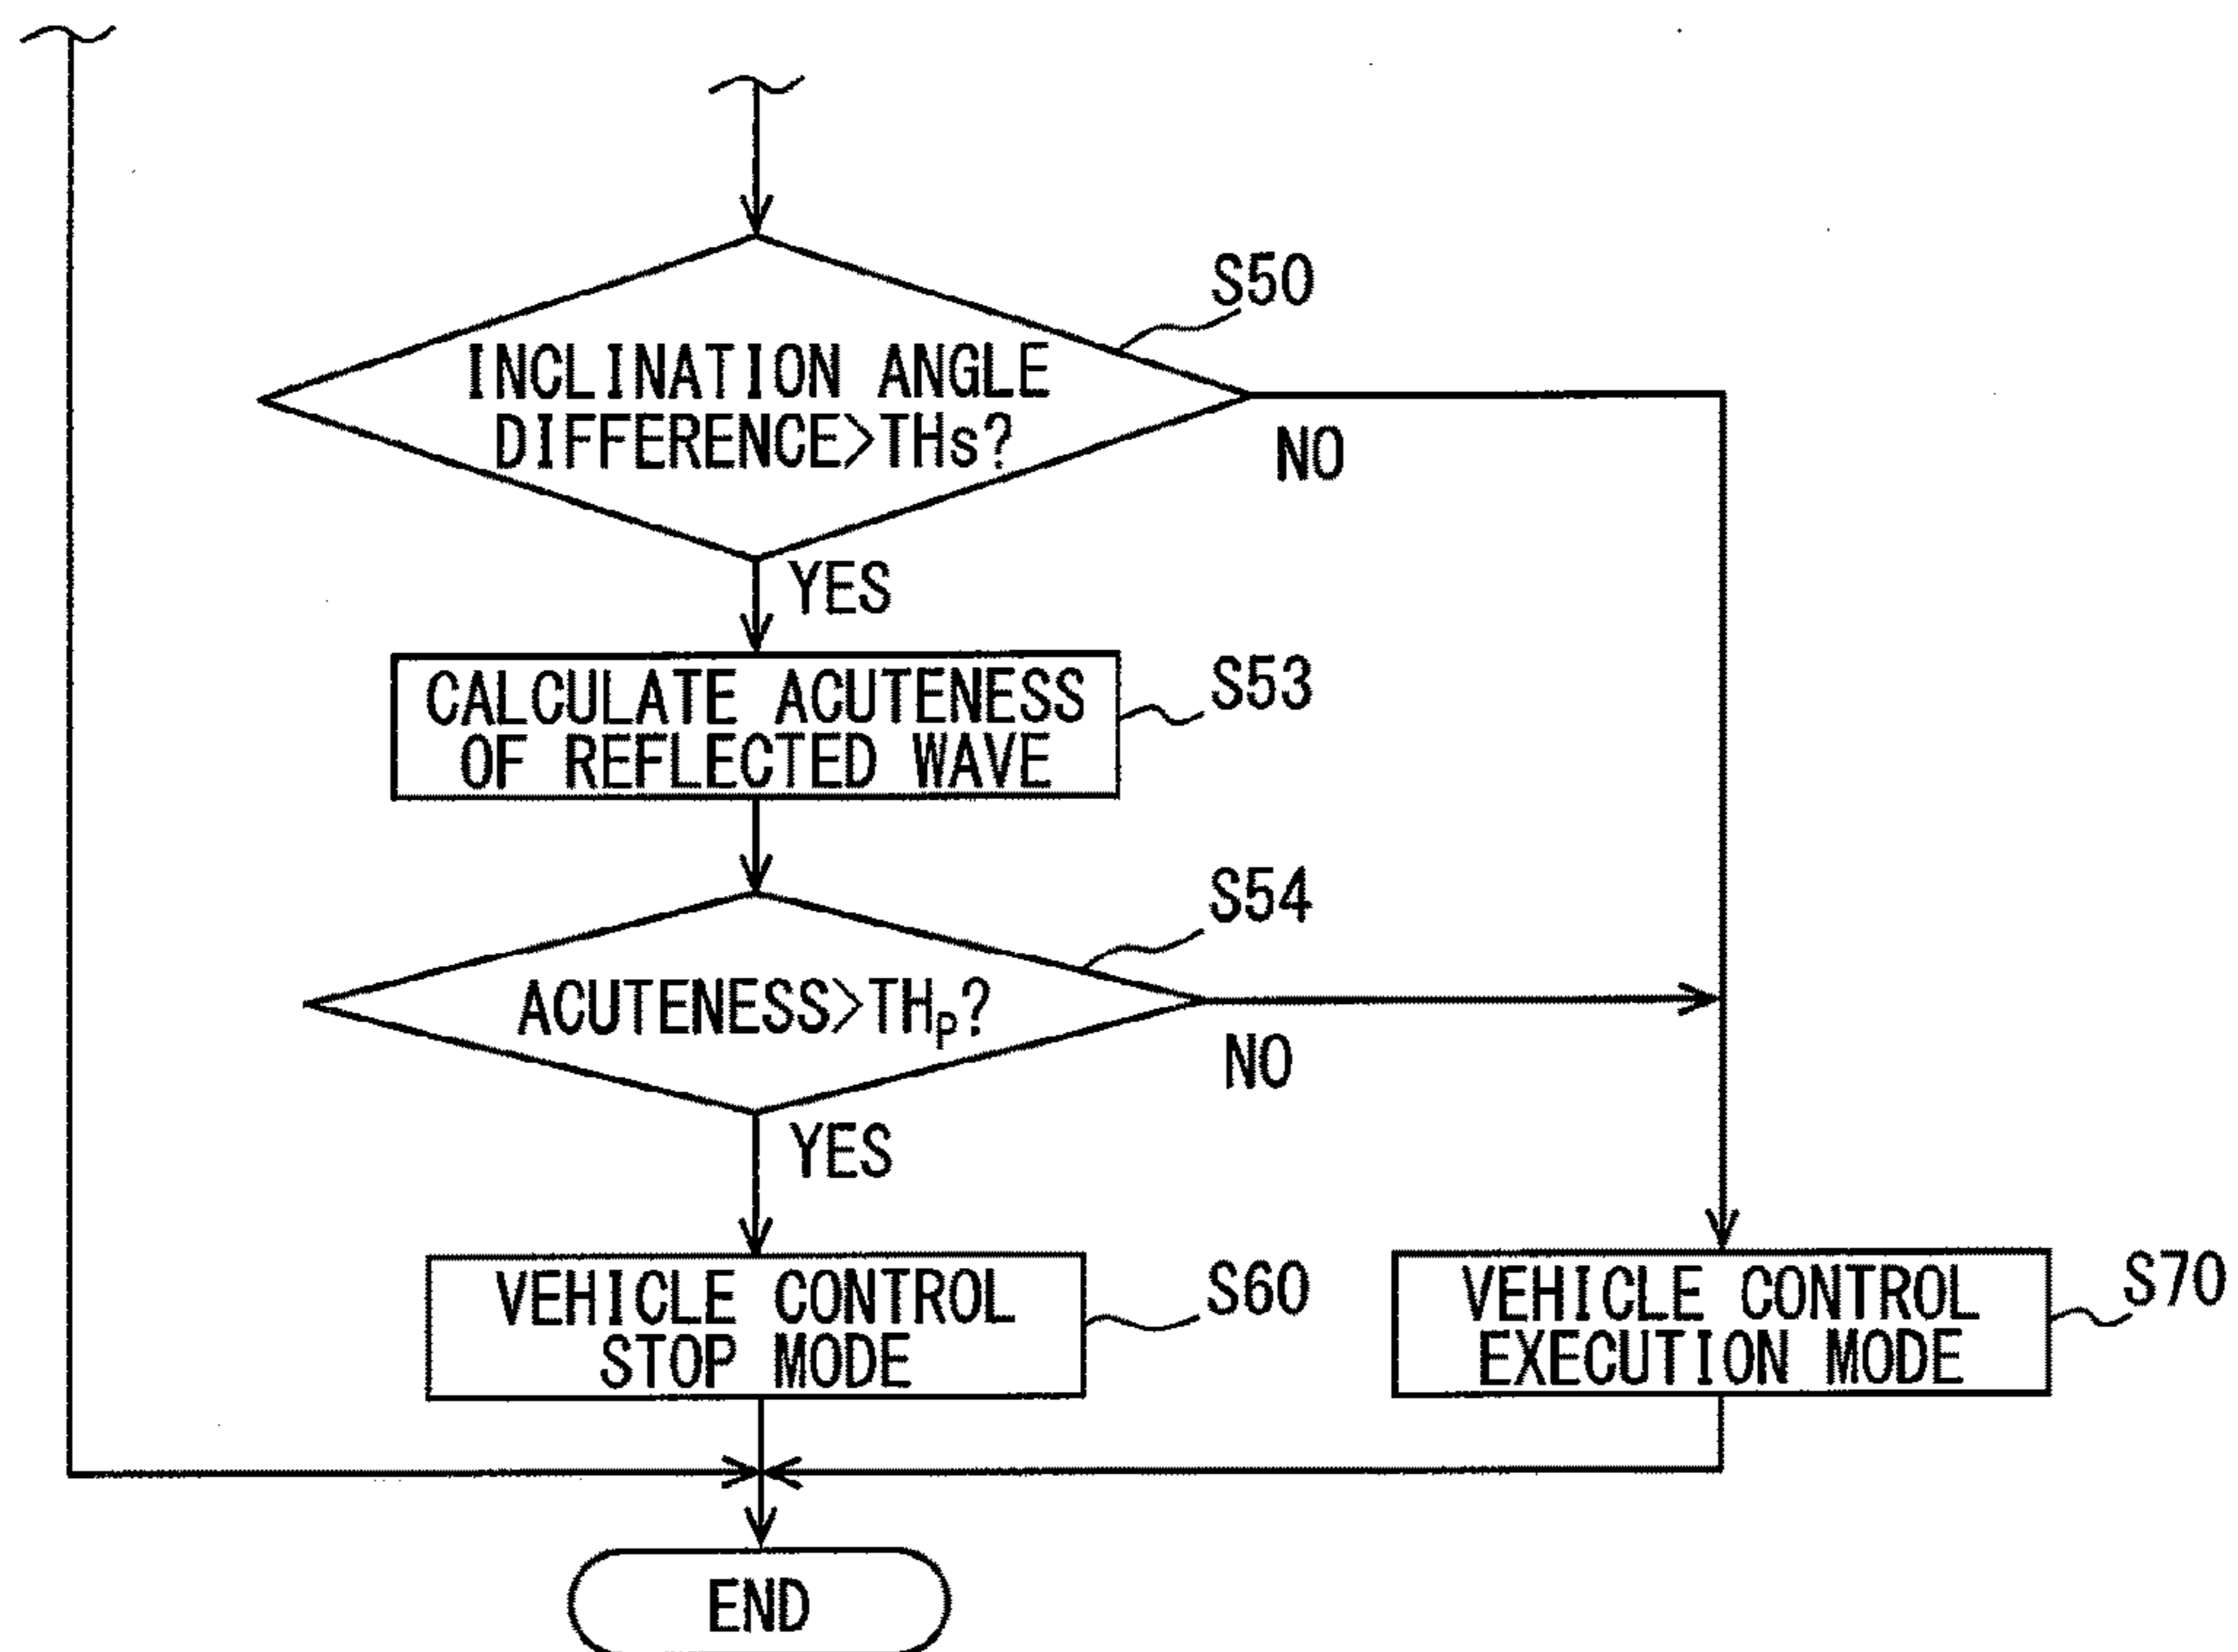 S50
INCLINATION ANGLE
DIFFERENCE>THs?
NO
YES
CALCULATE ACUTENESS
OF REFLECTED WAVE
S53
S54
ACUTENESS>THP?
NO
YES
VEHICLE CONTROL
STOP MODE
S60
VEHICLE CONTROL
EXECUTION MODE
S70
END